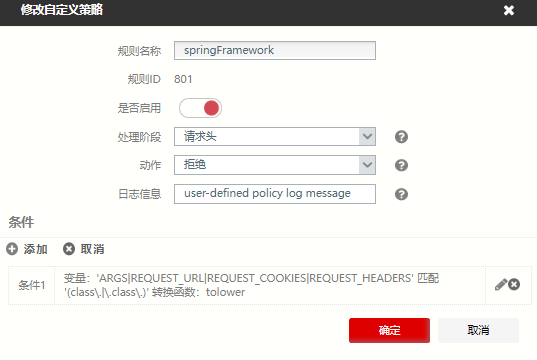 修改自定义策略
规则名称 springFramework
规则ID 801
是否启用
处理阶段 请求头
动作 拒绝
日志信息 user-defined policy log message
条件
添加 取消
条件1 变量：'ARGS|REQUEST_URL|REQUEST_COOKIES|REQUEST_HEADERS' 匹配
'(class\.|\.class\.)' 转换函数：tolower
确定 取消